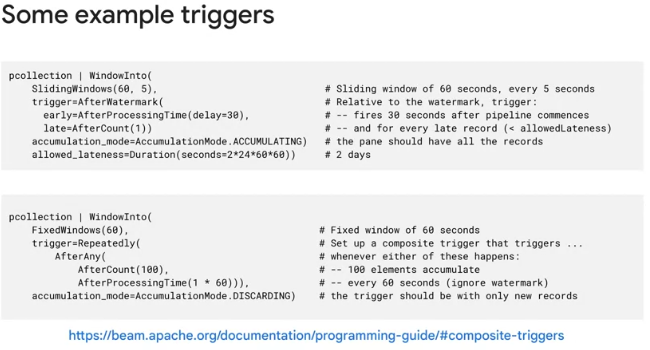 Some example triggers
pcollection | WindowInto(
    SlidingWindows(60, 5),                      # Sliding window of 60 seconds, every 5 seconds
    trigger=AfterWatermark(                     # Relative to the watermark, trigger:
      early=AfterProcessingTime(delay=30),      # -- fires 30 seconds after pipeline commences
      late=AfterCount(1))                       # -- and for every late record (< allowedLateness)
    accumulation_mode=AccumulationMode.ACCUMULATING)   # the pane should have all the records
    allowed_lateness=Duration(seconds=2*24*60*60))     # 2 days
pcollection | WindowInto(
    FixedWindows(60),                           # Fixed window of 60 seconds
    trigger=Repeatedly(                         # Set up a composite trigger that triggers ...
        AfterAny(                               # whenever either of these happens:
            AfterCount(100),                    # -- 100 elements accumulate
            AfterProcessingTime(1 * 60))),      # -- every 60 seconds (ignore watermark)
    accumulation_mode=AccumulationMode.DISCARDING)     # the trigger should be with only new records
https://beam.apache.org/documentation/programming-guide/#composite-triggers